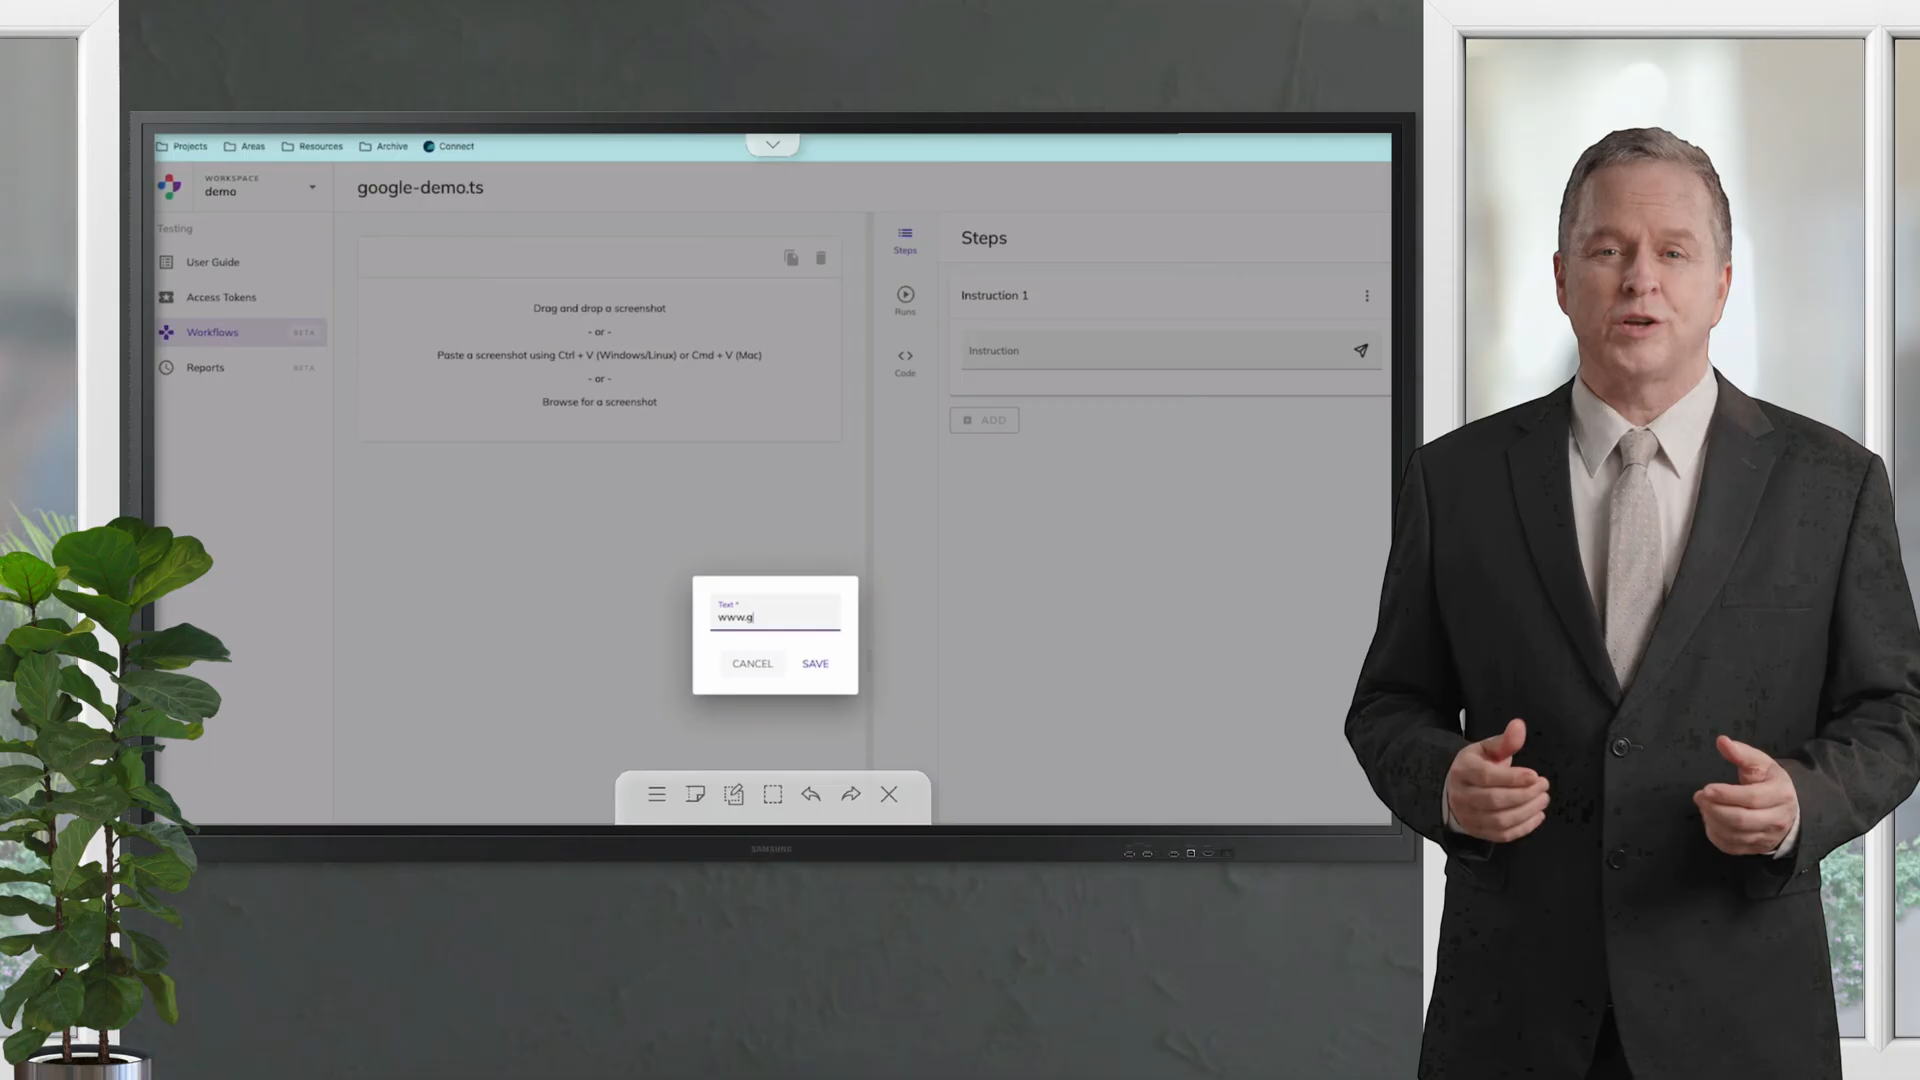 Projects
Areas
Resources
Archive
Connect
WORKSPACE
demo
google-demo.ts
Testing
User Guide
Access Tokens
Workflows
BETA
Reports
BETA
Drag and drop a screenshot
- or -
Paste a screenshot using Ctrl + V (Windows/Linux) or Cmd + V (Mac)
- or -
Browse for a screenshot
Steps
Runs
Code
Steps
Instruction 1
Instruction
ADD
Text *
www.g
CANCEL
SAVE
SAMSUNG